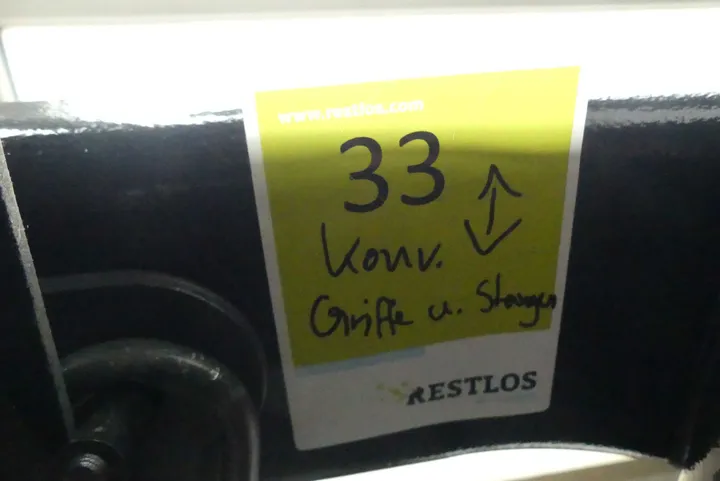 www.restlos.com
33
Konv.
Griffe u. Stangen
RESTLOS